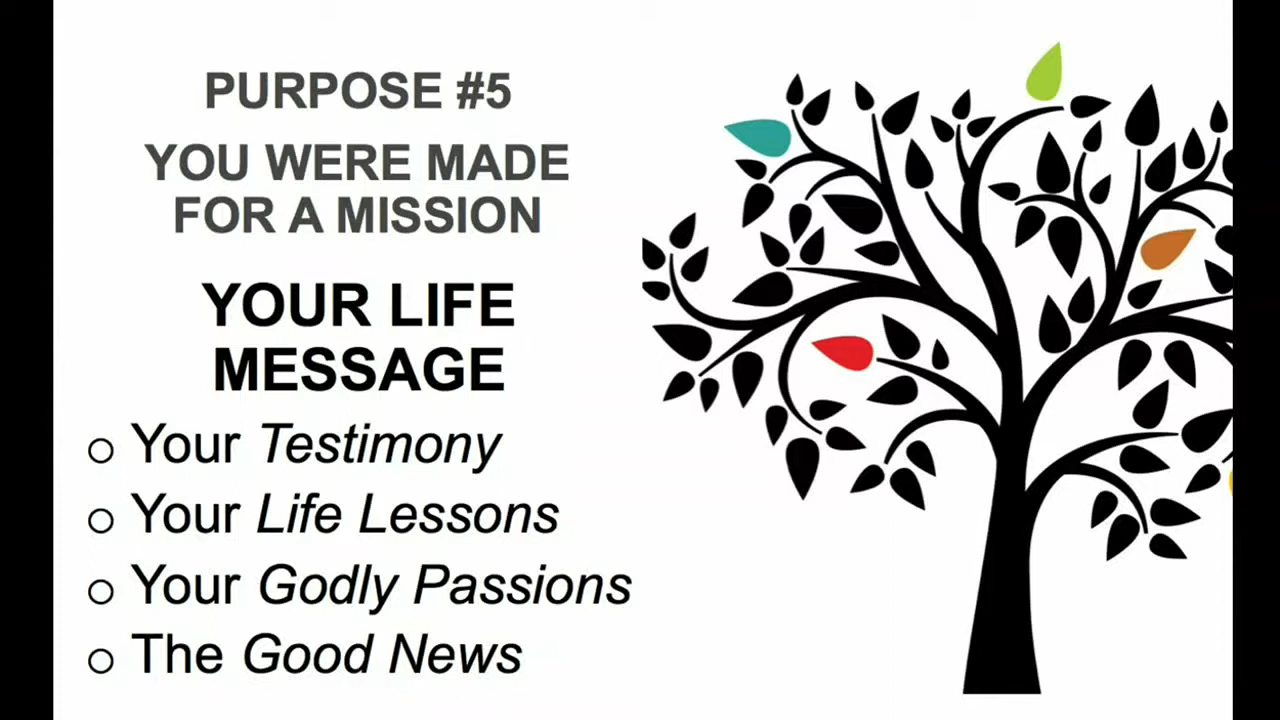 PURPOSE #5
YOU WERE MADE
FOR A MISSION
YOUR LIFE
MESSAGE
o Your Testimony
o Your Life Lessons
o Your Godly Passions
o The Good News